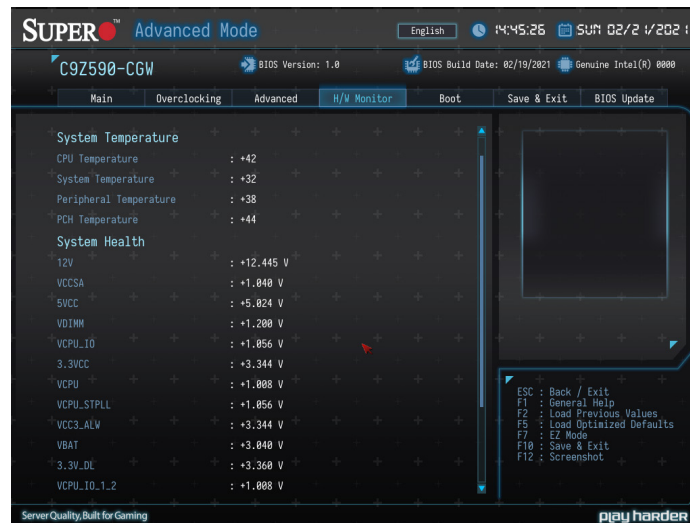 SUPER™ Advanced Mode English 14:45:26 SUN 02/21/2021
C9Z590-CGW BIOS Version: 1.0 BIOS Build Date: 02/19/2021 Genuine Intel(R) 0000
Main Overclocking Advanced H/W Monitor Boot Save & Exit BIOS Update
System Temperature
CPU Temperature : +42
System Temperature : +32
Peripheral Temperature : +38
PCH Temperature : +44
System Health
12V : +12.445 V
VCCSA : +1.040 V
5VCC : +5.024 V
VDIMM : +1.200 V
VCPU_IO : +1.056 V
3.3VCC : +3.344 V
VCPU : +1.008 V
VCPU_STPLL : +1.056 V
VCC3_ALW : +3.344 V
VBAT : +3.040 V
3.3V_DL : +3.360 V
VCPU_IO_1_2 : +1.008 V
ESC : Back / Exit
F1 : General Help
F2 : Load Previous Values
F5 : Load Optimized Defaults
F7 : EZ Mode
F10 : Save & Exit
F12 : Screenshot
Server Quality, Built for Gaming
play harder